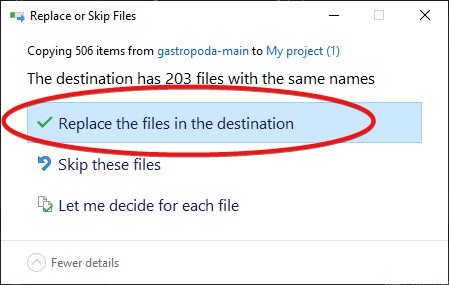 Replace or Skip Files
Copying 506 items from gastropoda-main to My project (1)
The destination has 203 files with the same names
Replace the files in the destination
Skip these files
Let me decide for each file
Fewer details